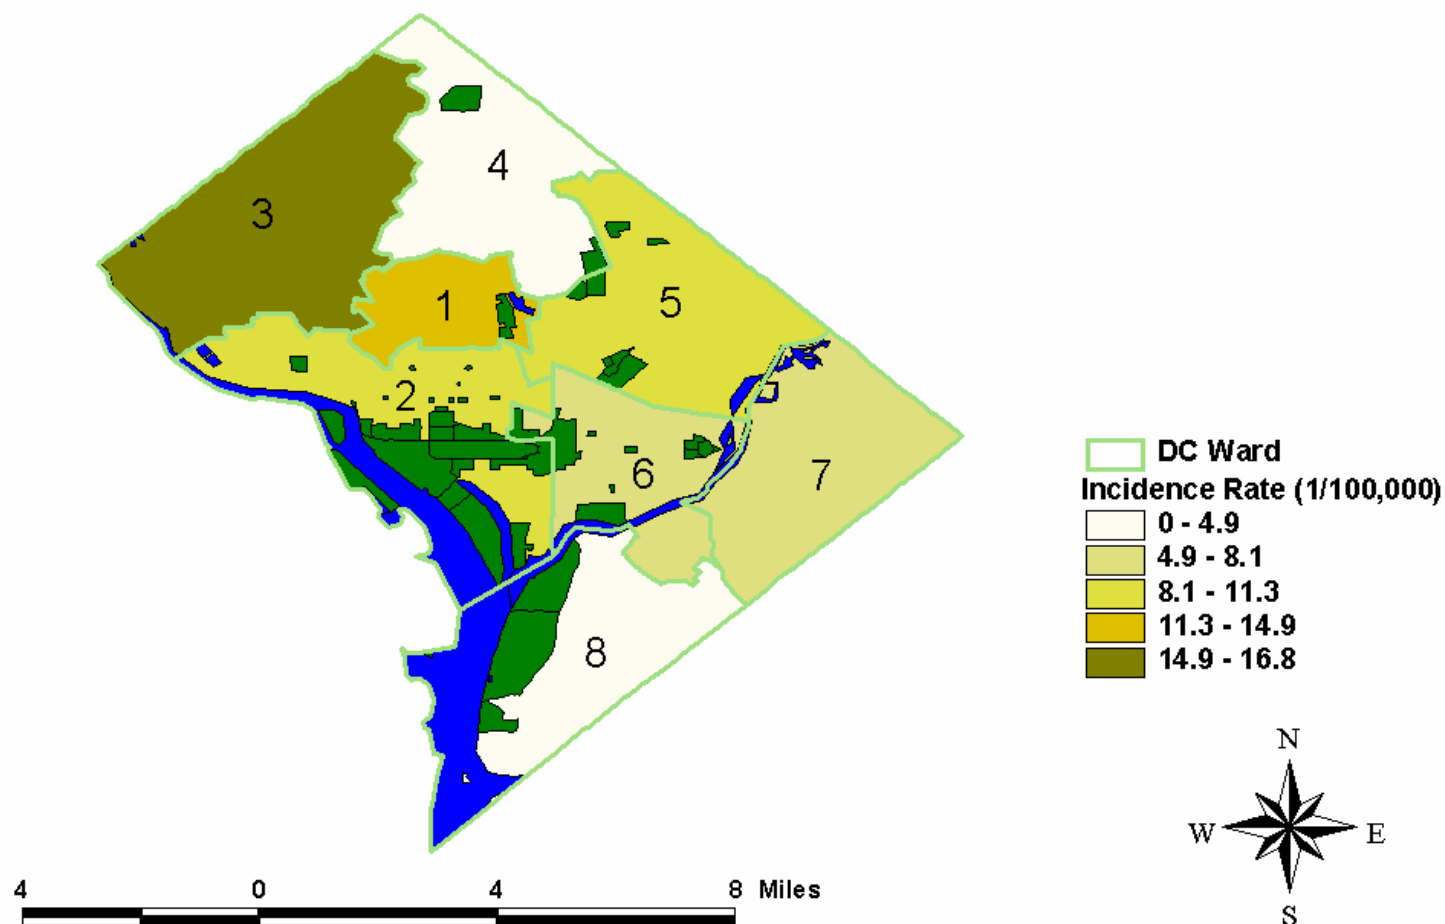 4
3
1
5
2
6
7
8
DC Ward
Incidence Rate (1/100,000)
0 - 4.9
4.9 - 8.1
8.1 - 11.3
11.3 - 14.9
14.9 - 16.8
N
W E
S
4 0 4 8 Miles